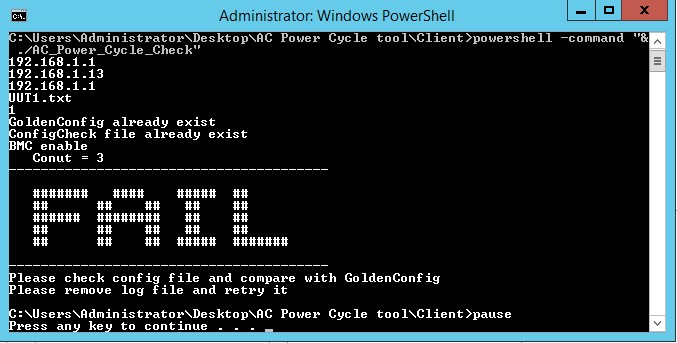 Administrator: Windows PowerShell
C:\Users\Administrator\Desktop\AC Power Cycle tool\Client>powershell -command "&
 ./AC_Power_Cycle_Check"
192.168.1.1
192.168.1.13
192.168.1.1
UUT1.txt
1
GoldenConfig already exist
ConfigCheck file already exist
BMC enable
   Conut = 3
----------------------------------------
FAIL
----------------------------------------
Please check config file and compare with GoldenConfig
Please remove log file and retry it
C:\Users\Administrator\Desktop\AC Power Cycle tool\Client>pause
Press any key to continue . . .